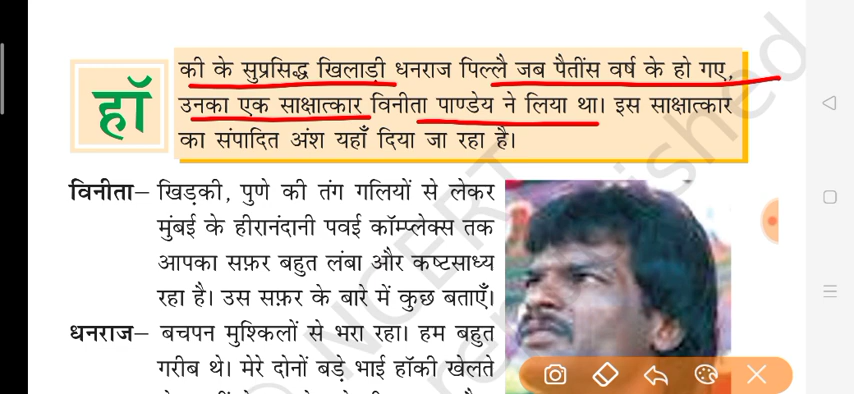 हॉ
की के सुप्रसिद्ध खिलाड़ी धनराज पिल्लै जब पैतींस वर्ष के हो गए,
उनका एक साक्षात्कार विनीता पाण्डेय ने लिया था। इस साक्षात्कार
का संपादित अंश यहाँ दिया जा रहा है।
विनीता– खिड़की, पुणे की तंग गलियों से लेकर
मुंबई के हीरानंदानी पवई कॉम्प्लेक्स तक
आपका सफ़र बहुत लंबा और कष्टसाध्य
रहा है। उस सफ़र के बारे में कुछ बताएँ।
धनराज– बचपन मुश्किलों से भरा रहा। हम बहुत
गरीब थे। मेरे दोनों बड़े भाई हॉकी खेलते
© NCERT